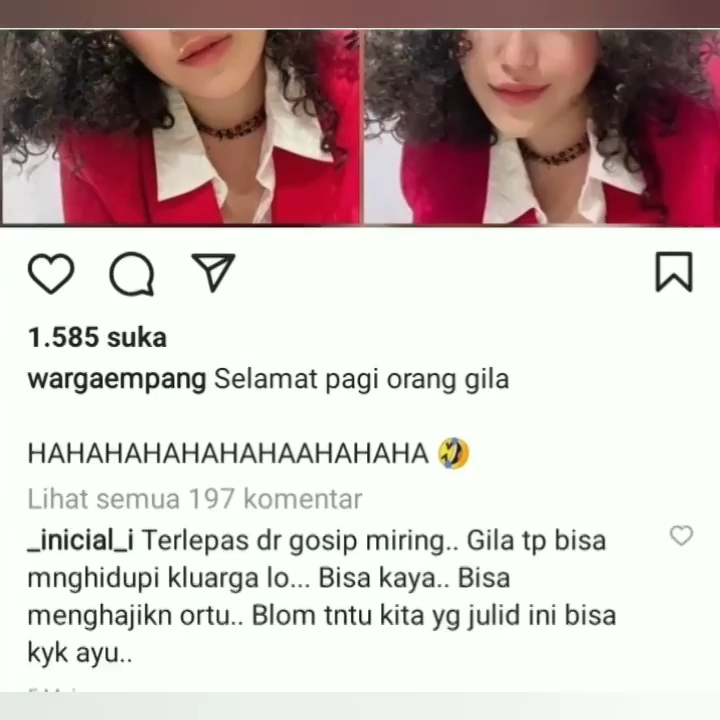 1.585 suka
wargaempang Selamat pagi orang gila
HAHAHAHAHAHAHAAHAHAHA 🤣
Lihat semua 197 komentar
_inicial_i Terlepas dr gosip miring.. Gila tp bisa
mnghidupi kluarga lo... Bisa kaya.. Bisa
menghajikn ortu.. Blom tntu kita yg julid ini bisa
kyk ayu..